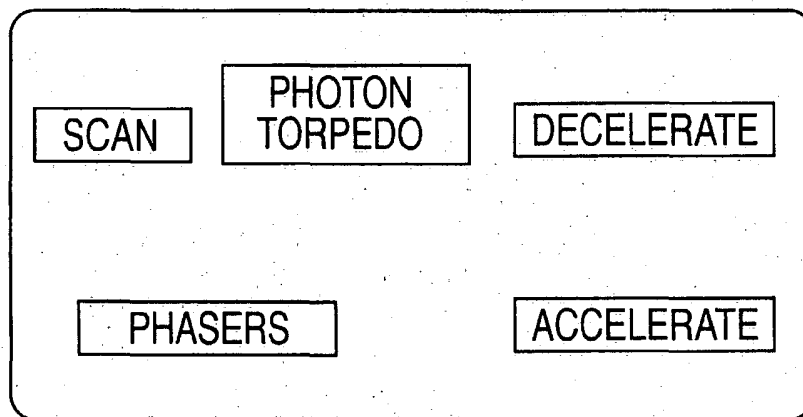 SCAN
PHOTON
TORPEDO
DECELERATE
PHASERS
ACCELERATE